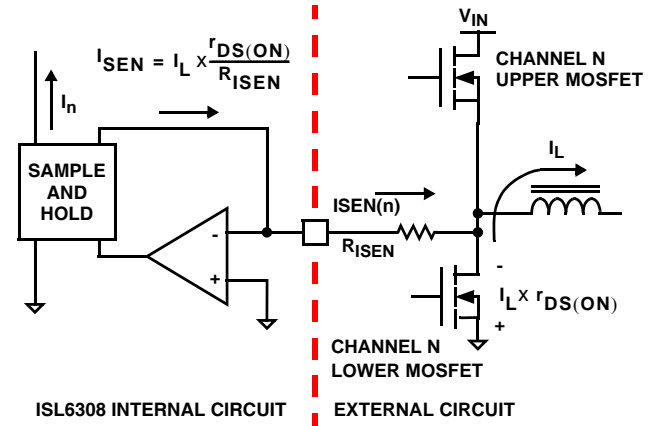 V_IN
I_SEN = I_L x r_DS(ON) / R_ISEN
CHANNEL N
UPPER MOSFET
I_n
I_L
SAMPLE
AND
HOLD
ISEN(n)
-
+
R_ISEN
-
I_L x r_DS(ON)
+
CHANNEL N
LOWER MOSFET
ISL6308 INTERNAL CIRCUIT
EXTERNAL CIRCUIT